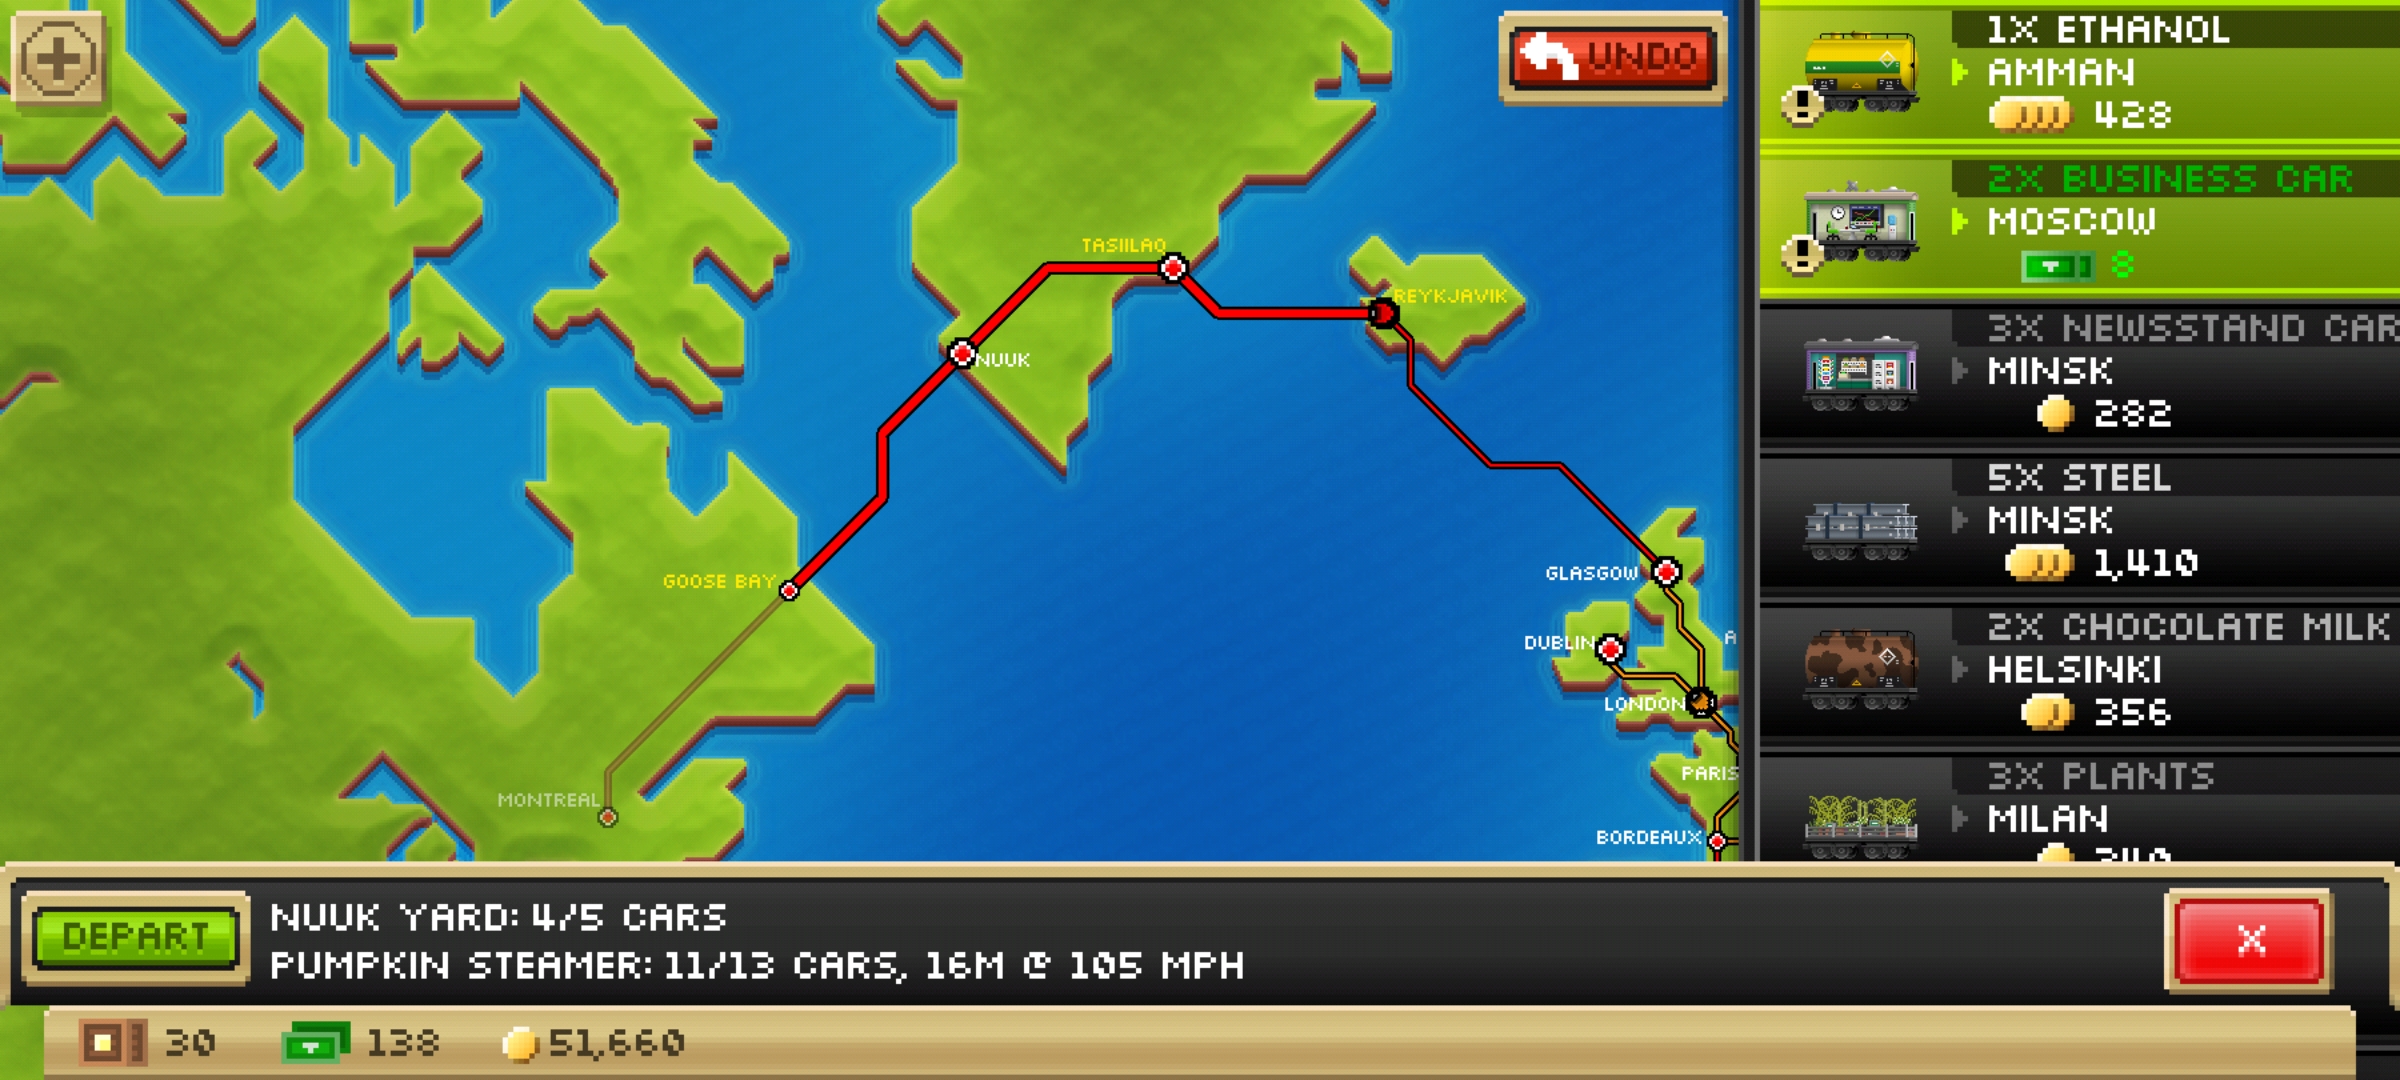 UNDO
TASIILAQ
REYKJAVIK
NUUK
GOOSE BAY
GLASGOW
DUBLIN
LONDON
PARIS
MONTREAL
BORDEAUX
1X ETHANOL
AMMAN
428
2X BUSINESS CAR
MOSCOW
8
3X NEWSSTAND CAR
MINSK
282
5X STEEL
MINSK
1,410
2X CHOCOLATE MILK
HELSINKI
356
3X PLANTS
MILAN
DEPART
NUUK YARD: 4/5 CARS
PUMPKIN STEAMER: 11/13 CARS, 16M @ 105 MPH
X
30
138
51,660